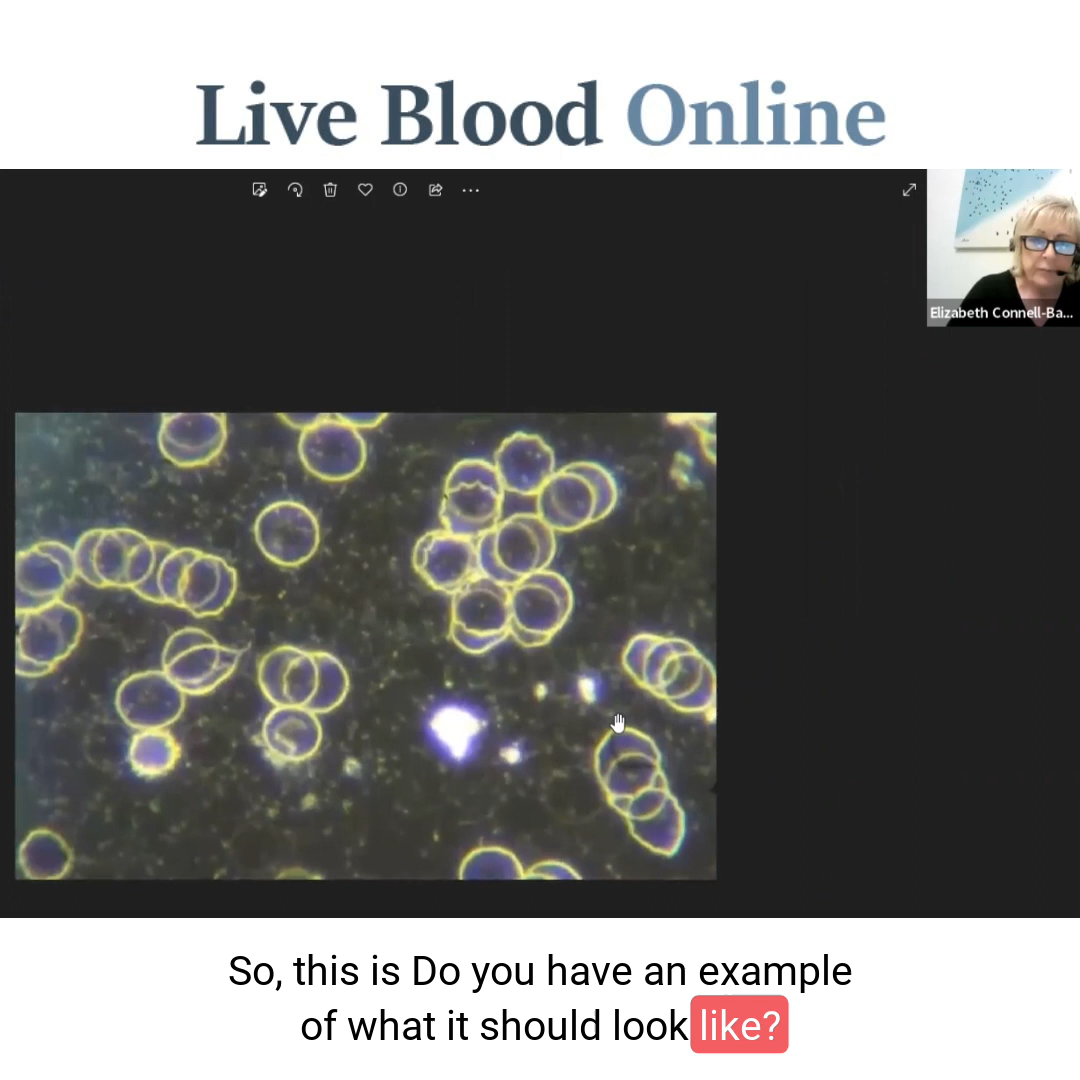 Live Blood Online
Elizabeth Connell-Ba...
So, this is Do you have an example
of what it should look like?